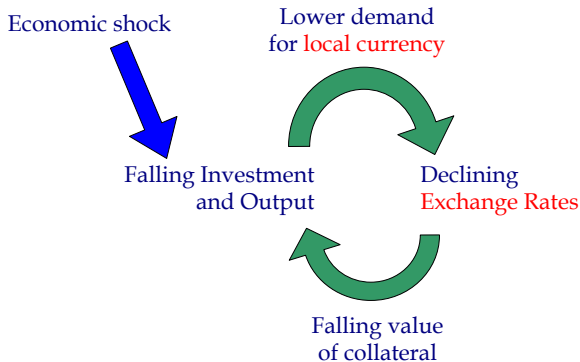 Economic shock
Lower demand
for local currency
Falling Investment
and Output
Declining
Exchange Rates
Falling value
of collateral